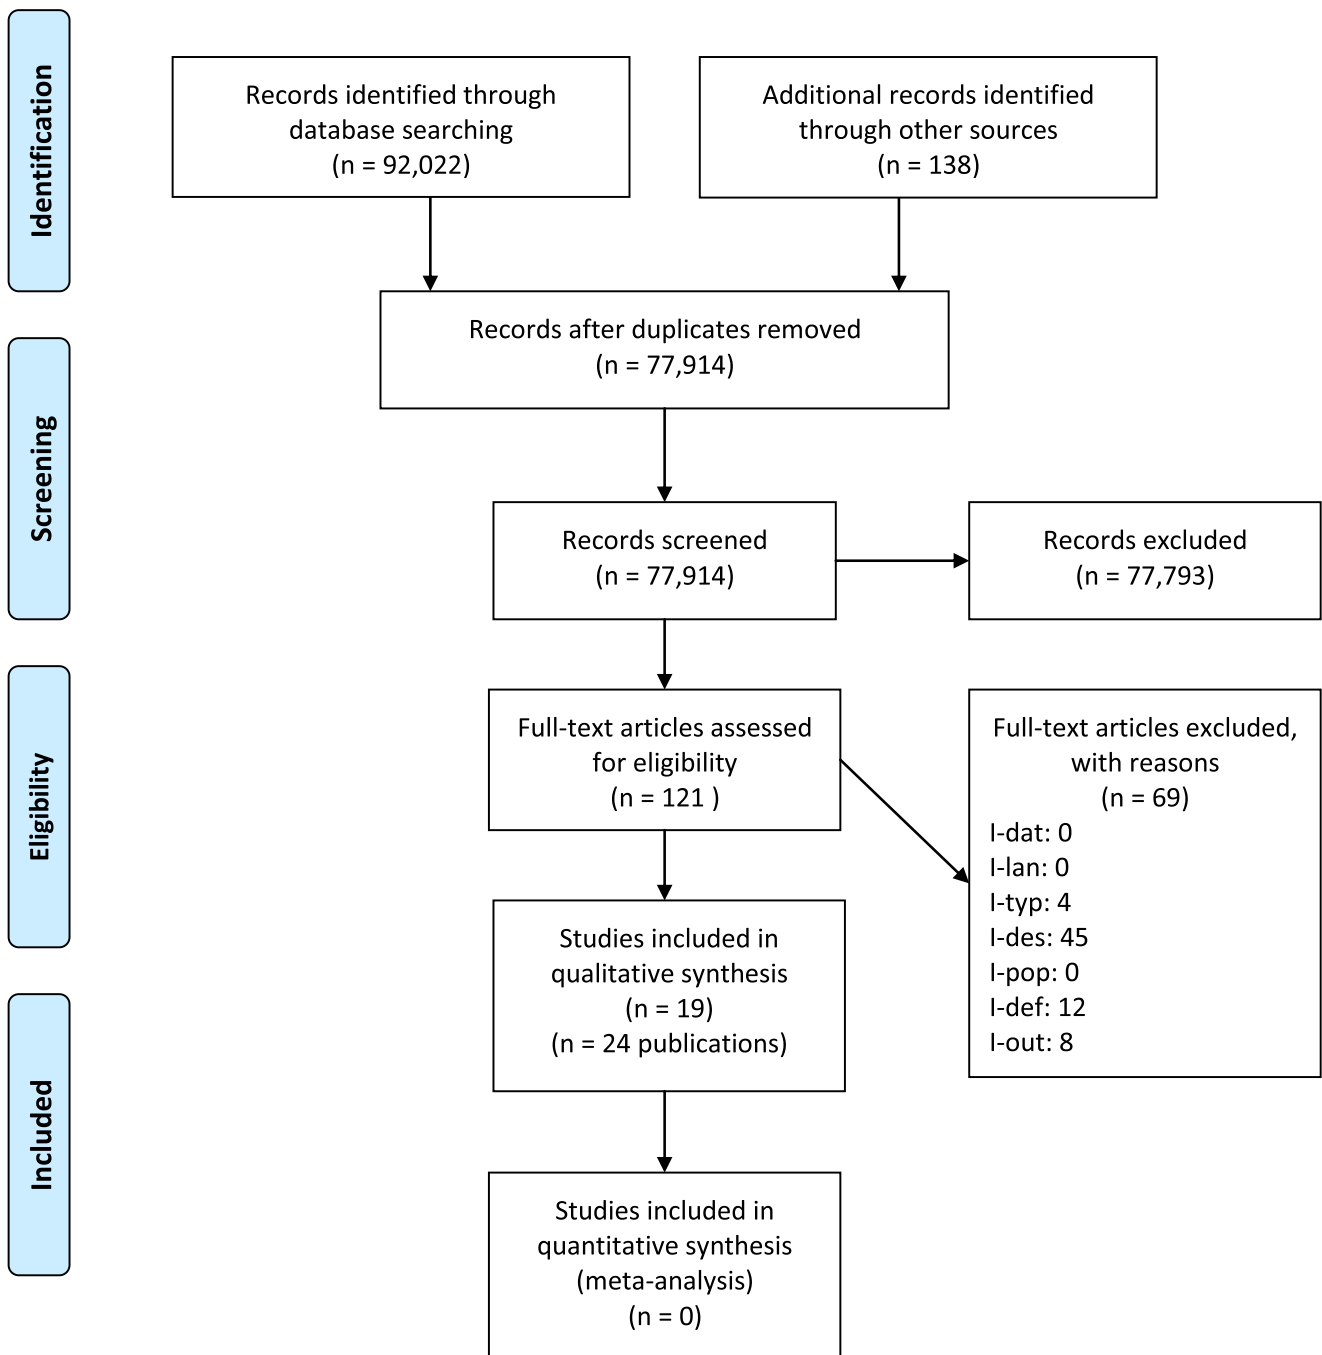 Identification
Records identified through
database searching
(n = 92,022)
Additional records identified
through other sources
(n = 138)
Records after duplicates removed
(n = 77,914)
Screening
Records screened
(n = 77,914)
Records excluded
(n = 77,793)
Eligibility
Full-text articles assessed
for eligibility
(n = 121 )
Full-text articles excluded,
with reasons
(n = 69)
I-dat: 0
I-lan: 0
I-typ: 4
I-des: 45
I-pop: 0
I-def: 12
I-out: 8
Studies included in
qualitative synthesis
(n = 19)
(n = 24 publications)
Included
Studies included in
quantitative synthesis
(meta-analysis)
(n = 0)